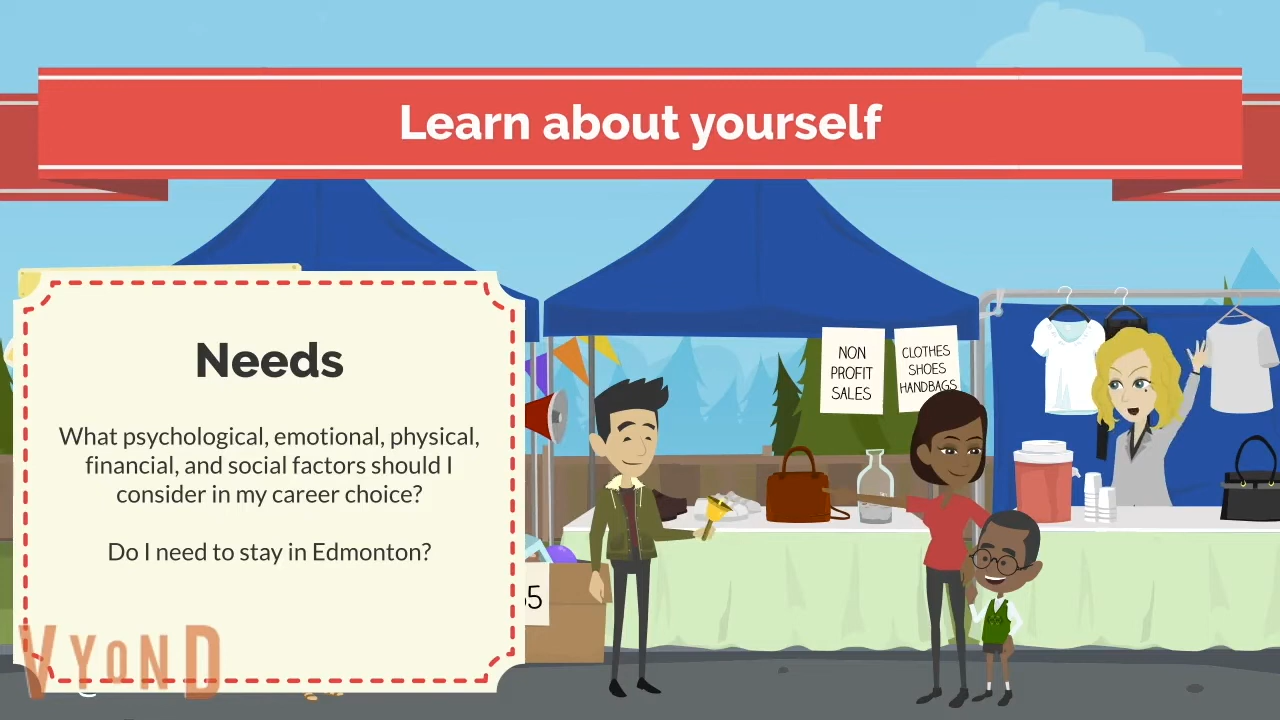 Learn about yourself
Needs
What psychological, emotional, physical,
financial, and social factors should I
consider in my career choice?
Do I need to stay in Edmonton?
NON
PROFIT
SALES
CLOTHES
SHOES
HANDBAGS
VYOND